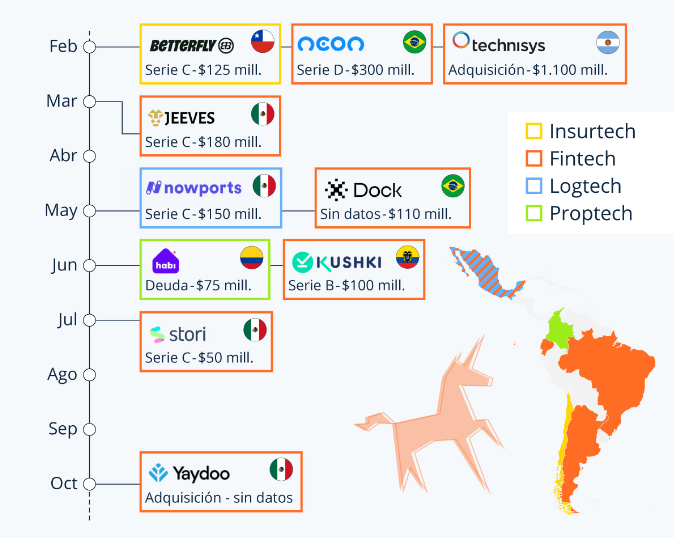 Feb
BETTERFLY
Serie C - $125 mill.
neon
Serie D - $300 mill.
technisys
Adquisición - $1.100 mill.
Mar
JEEVES
Serie C - $180 mill.
Insurtech
Fintech
Logtech
Proptech
Abr
May
nowports
Serie C - $150 mill.
Dock
Sin datos - $110 mill.
Jun
habi
Deuda - $75 mill.
KUSHKI
Serie B - $100 mill.
Jul
stori
Serie C - $50 mill.
Ago
Sep
Oct
Yaydoo
Adquisición - sin datos